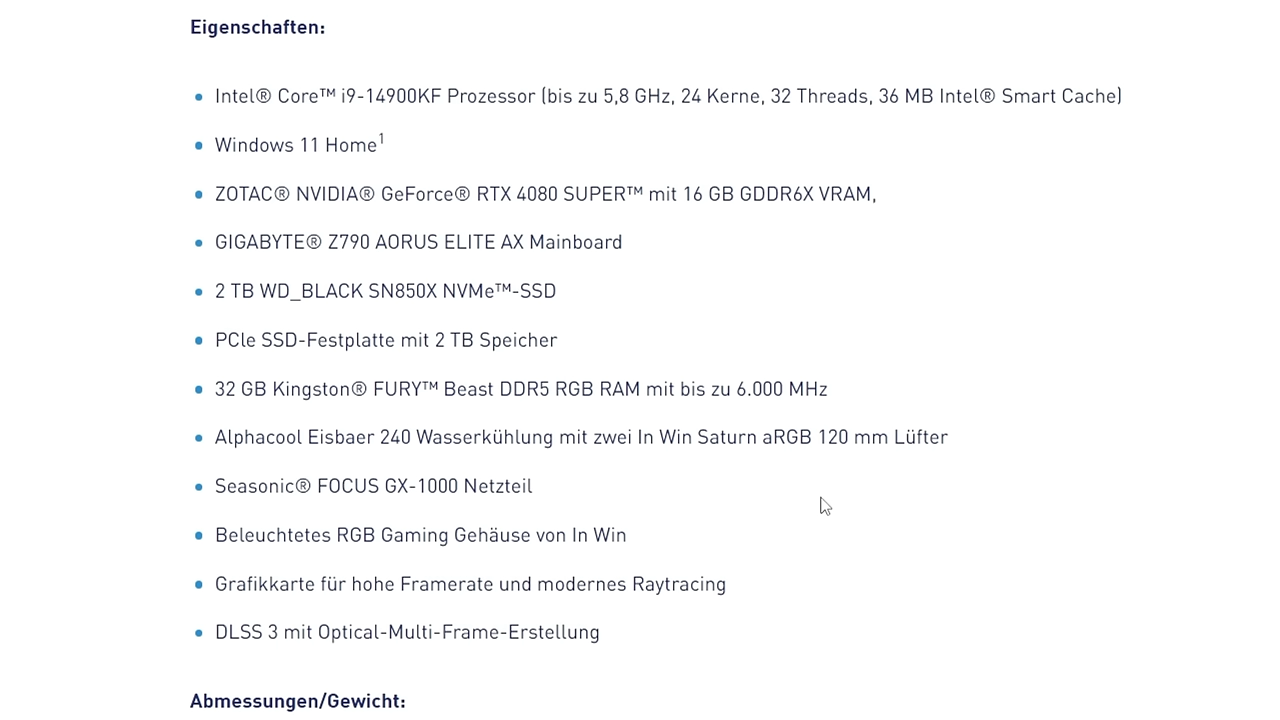 Eigenschaften:
Intel® Core™ i9-14900KF Prozessor (bis zu 5,8 GHz, 24 Kerne, 32 Threads, 36 MB Intel® Smart Cache)
Windows 11 Home¹
ZOTAC® NVIDIA® GeForce® RTX 4080 SUPER™ mit 16 GB GDDR6X VRAM,
GIGABYTE® Z790 AORUS ELITE AX Mainboard
2 TB WD_BLACK SN850X NVMe™-SSD
PCle SSD-Festplatte mit 2 TB Speicher
32 GB Kingston® FURY™ Beast DDR5 RGB RAM mit bis zu 6.000 MHz
Alphacool Eisbaer 240 Wasserkühlung mit zwei In Win Saturn aRGB 120 mm Lüfter
Seasonic® FOCUS GX-1000 Netzteil
Beleuchtetes RGB Gaming Gehäuse von In Win
Grafikkarte für hohe Framerate und modernes Raytracing
DLSS 3 mit Optical-Multi-Frame-Erstellung
Abmessungen/Gewicht: